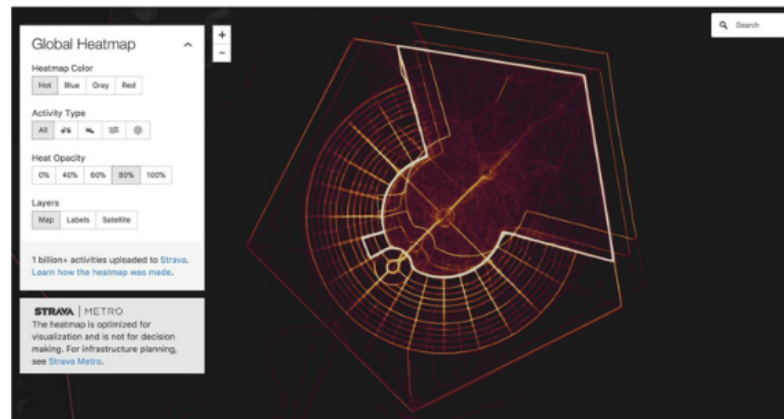 Global Heatmap
Heatmap Color
Hot Blue Gray Red
Activity Type
All
Heat Opacity
0% 40% 60% 80% 100%
Layers
Map Labels Satellite
1 billion+ activities uploaded to Strava.
Learn how the heatmap was made.
STRAVA | METRO
The heatmap is optimized for
visualization and is not for decision
making. For infrastructure planning,
see Strava Metro.
+
−
Search